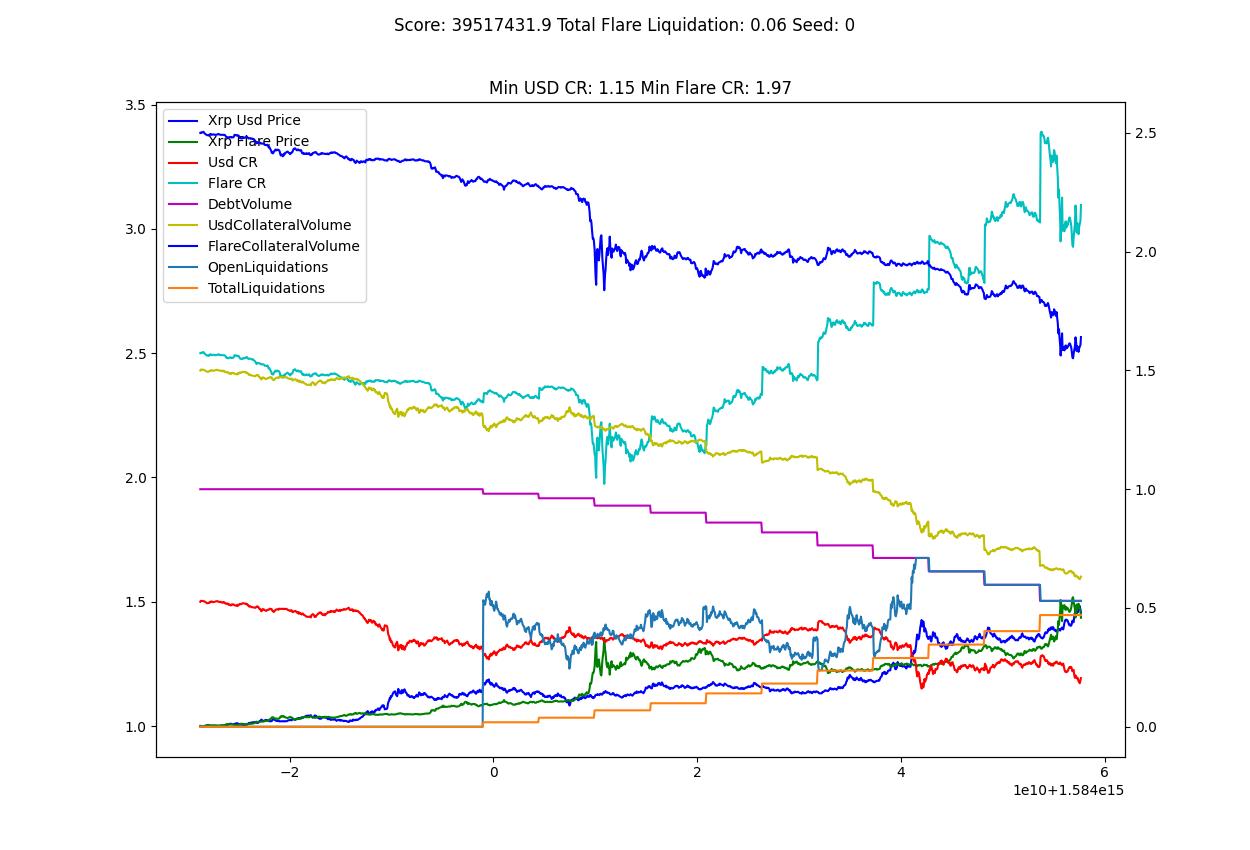 Score: 39517431.9 Total Flare Liquidation: 0.06 Seed: 0
Min USD CR: 1.15 Min Flare CR: 1.97
Xrp Usd Price
Xrp Flare Price
Usd CR
Flare CR
DebtVolume
UsdCollateralVolume
FlareCollateralVolume
OpenLiquidations
TotalLiquidations
3.5
3.0
2.5
2.0
1.5
1.0
2.5
2.0
1.5
1.0
0.5
0.0
−2
0
2
4
6
1e10+1.584e15